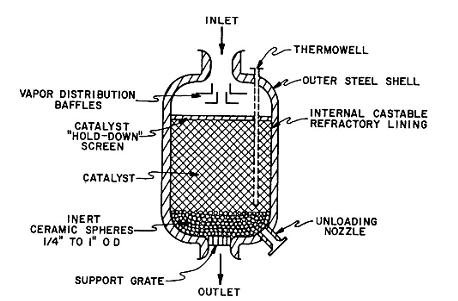 INLET
THERMOWELL
OUTER STEEL SHELL
VAPOR DISTRIBUTION
BAFFLES
INTERNAL CASTABLE
REFRACTORY LINING
CATALYST
"HOLD-DOWN"
SCREEN
CATALYST
INERT
CERAMIC SPHERES
1/4" TO 1" O D
UNLOADING
NOZZLE
SUPPORT GRATE
OUTLET